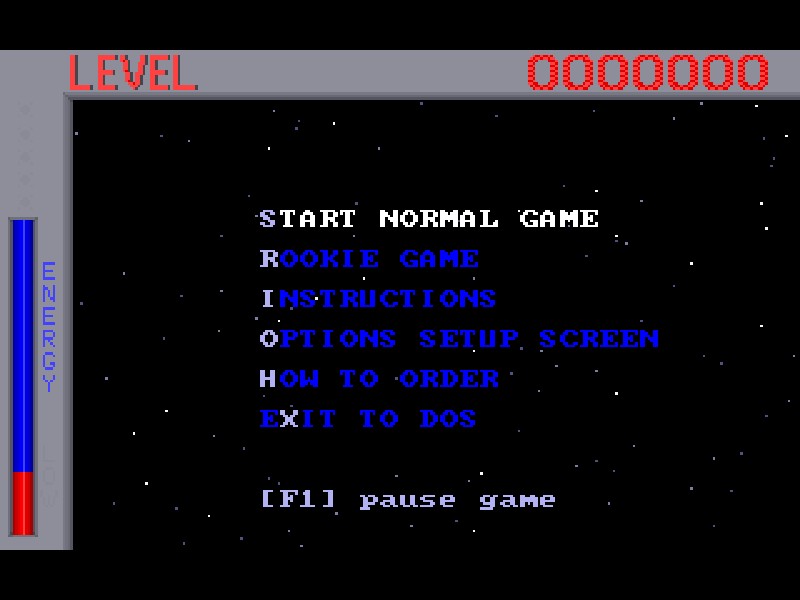 LEVEL 0000000
START NORMAL GAME
ROOKIE GAME
INSTRUCTIONS
OPTIONS SETUP SCREEN
HOW TO ORDER
EXIT TO DOS
[F1] pause game
ENERGY